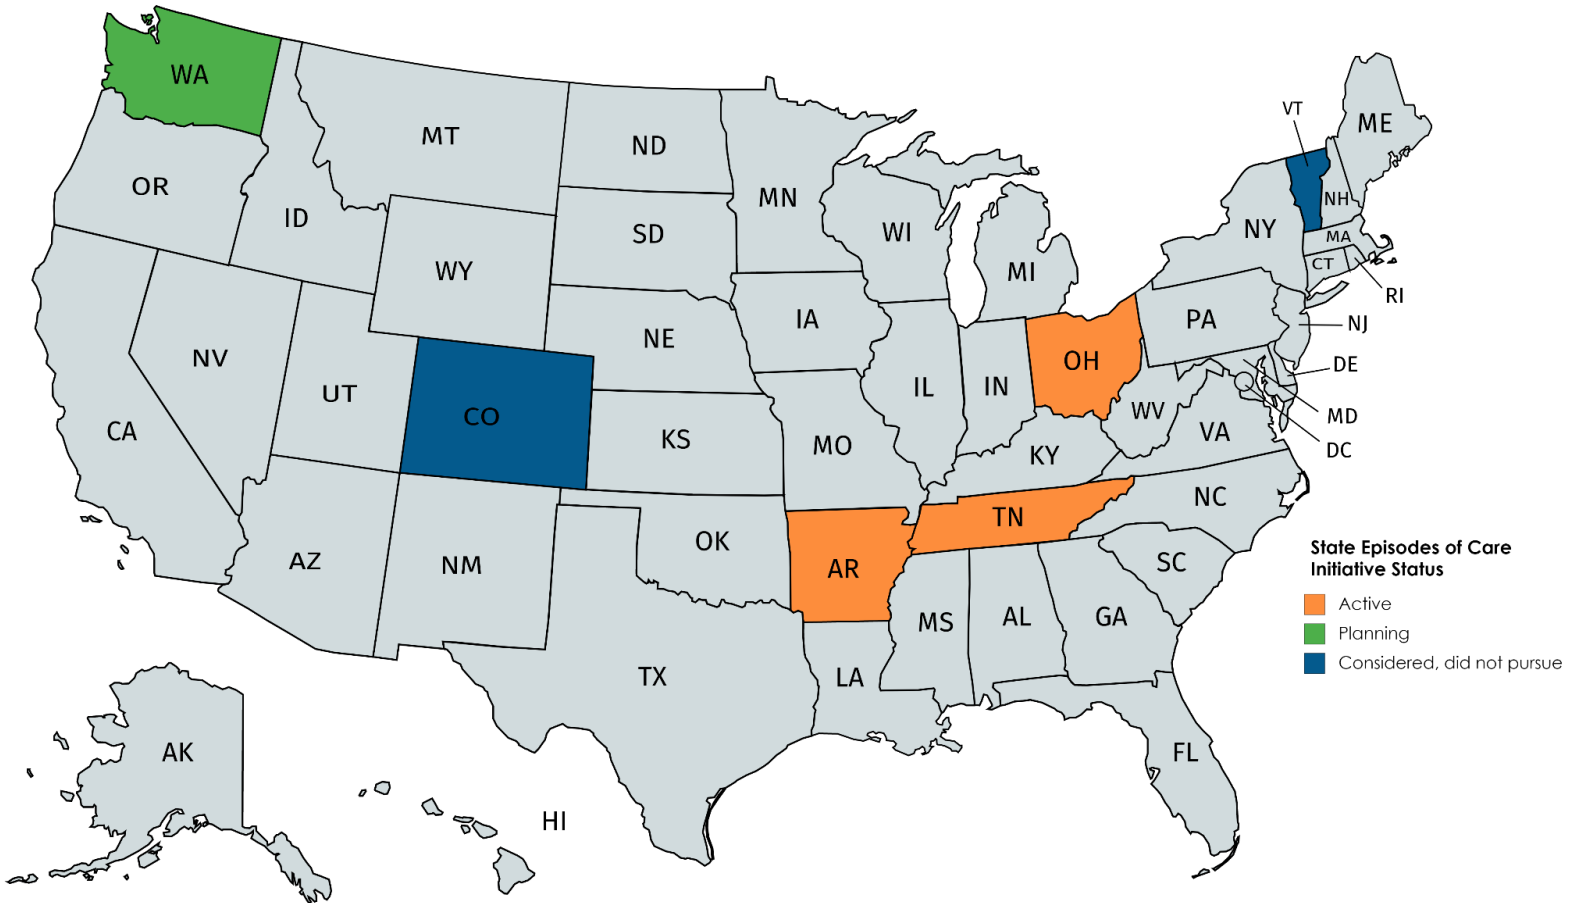 WA
MT
ND
MN
OR
ID
SD
WI
WY
MI
VT
ME
NH
NY
MA
CT
RI
NV
UT
CO
CA
NE
IA
KS
IL
IN
OH
PA
NJ
DE
MD
DC
WV
VA
MO
KY
NC
TN
AZ
NM
OK
AR
SC
MS
AL
GA
TX
LA
FL
AK
HI
State Episodes of Care
Initiative Status
Active
Planning
Considered, did not pursue